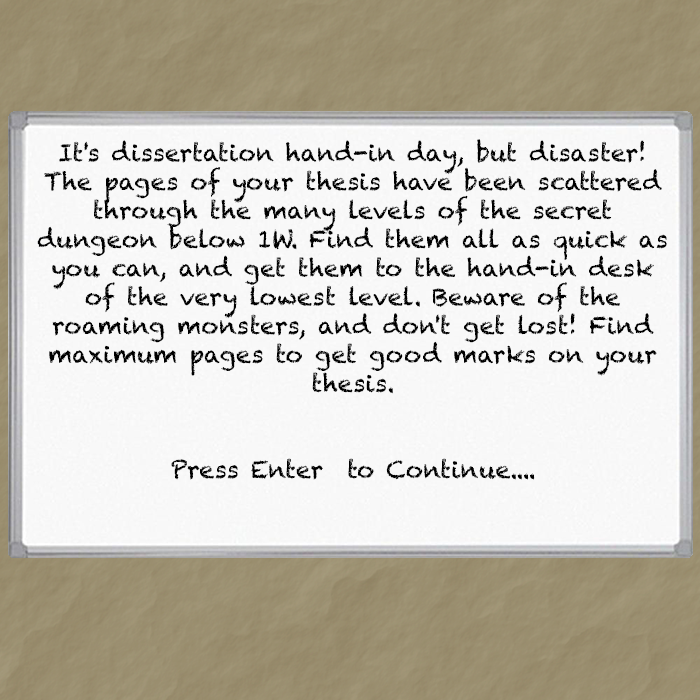 It's dissertation hand-in day, but disaster!
The pages of your thesis have been scattered
through the many levels of the secret
dungeon below 1W. Find them all as quick as
you can, and get them to the hand-in desk
of the very lowest level. Beware of the
roaming monsters, and don't get lost! Find
maximum pages to get good marks on your
thesis.
Press Enter to Continue....